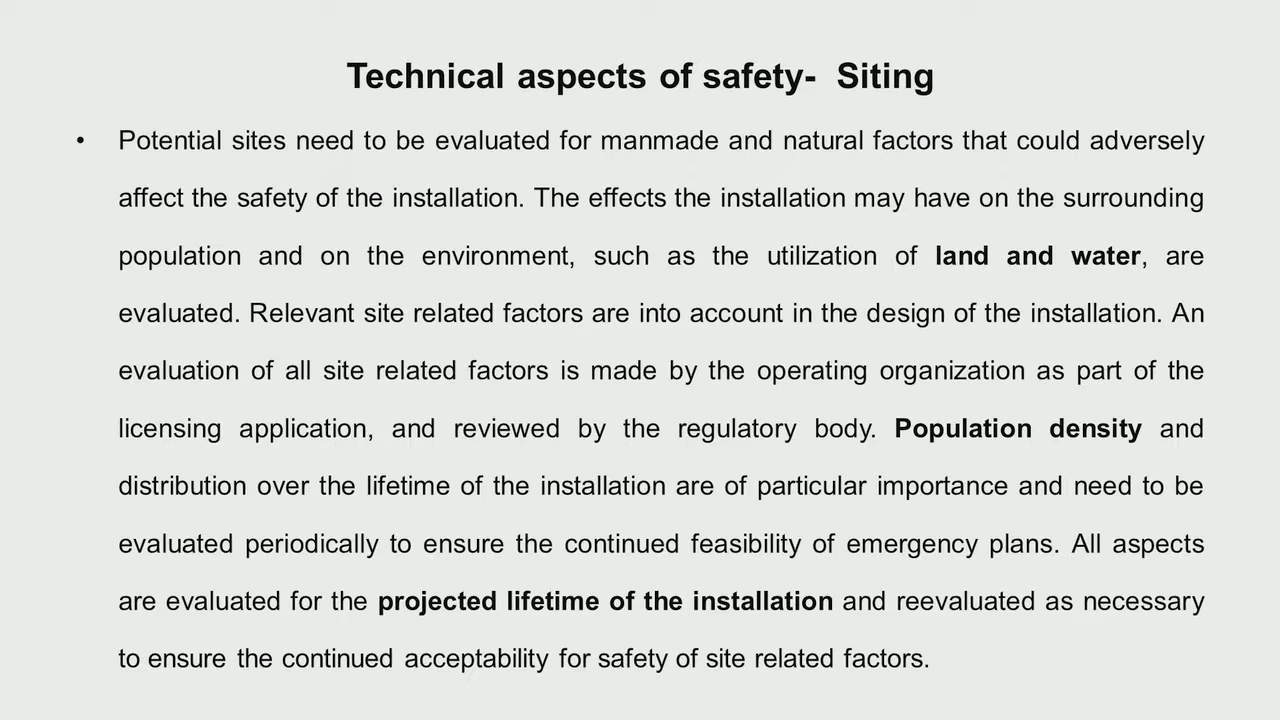 Technical aspects of safety- Siting
• Potential sites need to be evaluated for manmade and natural factors that could adversely
affect the safety of the installation. The effects the installation may have on the surrounding
population and on the environment, such as the utilization of land and water, are
evaluated. Relevant site related factors are into account in the design of the installation. An
evaluation of all site related factors is made by the operating organization as part of the
licensing application, and reviewed by the regulatory body. Population density and
distribution over the lifetime of the installation are of particular importance and need to be
evaluated periodically to ensure the continued feasibility of emergency plans. All aspects
are evaluated for the projected lifetime of the installation and reevaluated as necessary
to ensure the continued acceptability for safety of site related factors.